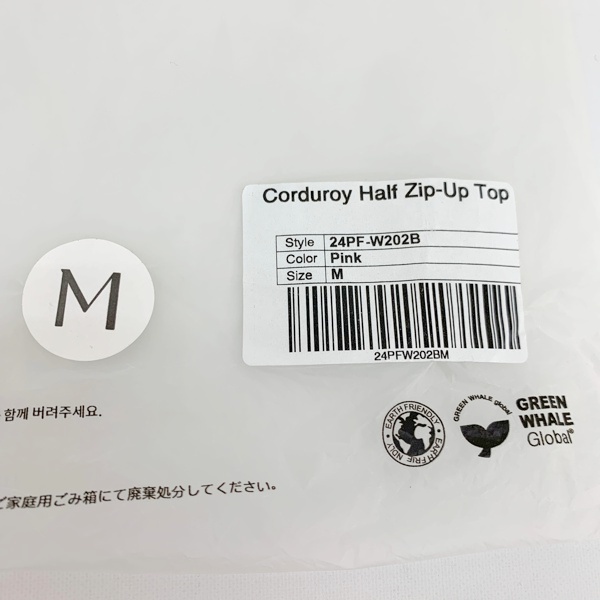 Corduroy Half Zip-Up Top
Style 24PF-W202B
Color Pink
Size M
24PFW202BM
M
함께 버려주세요.
EARTH FRIENDLY • EARTH FRIENDLY •
GREEN WHALE global
GREEN
WHALE
Global®
ご家庭用ごみ箱にて廃棄処分してください。